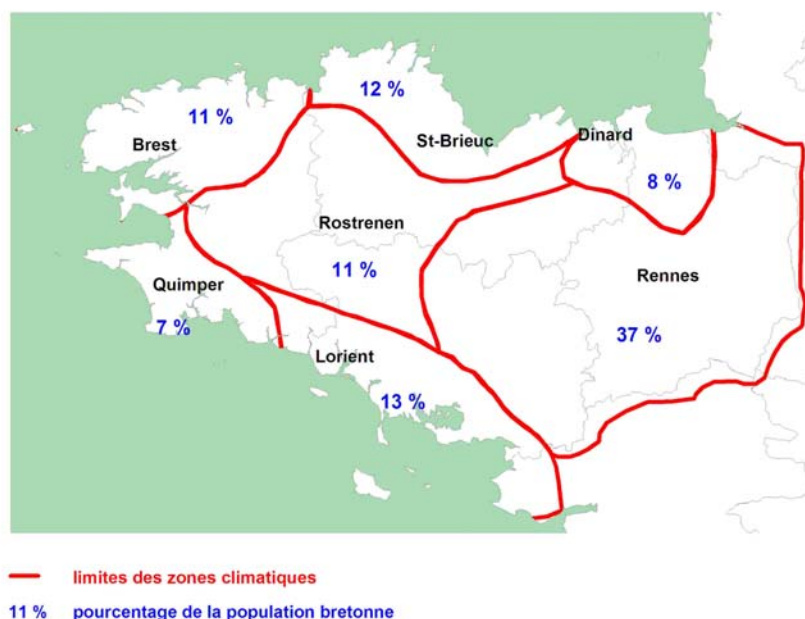 12 %
11 %
Brest
St-Brieuc
Dinard
8 %
Rostrenen
11 %
Rennes
Quimper
7 %
37 %
Lorient
13 %
limites des zones climatiques
11 % pourcentage de la population bretonne